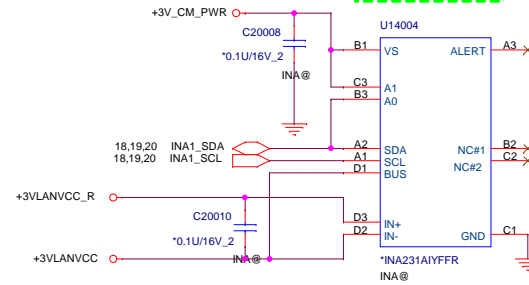 +3V_CM_PWR
U14004
C20008
*0.1U/16V_2
INA@
B1 VS ALERT A3
C3 A1
B3 A0
18,19,20 INA1_SDA A2 SDA NC#1 B2
18,19,20 INA1_SCL A1 SCL NC#2 C2
D1 BUS
+3VLANVCC_R
C20010
*0.1U/16V_2
INA@
D3 IN+
D2 IN- GND C1
+3VLANVCC
*INA231AIYFFR
INA@